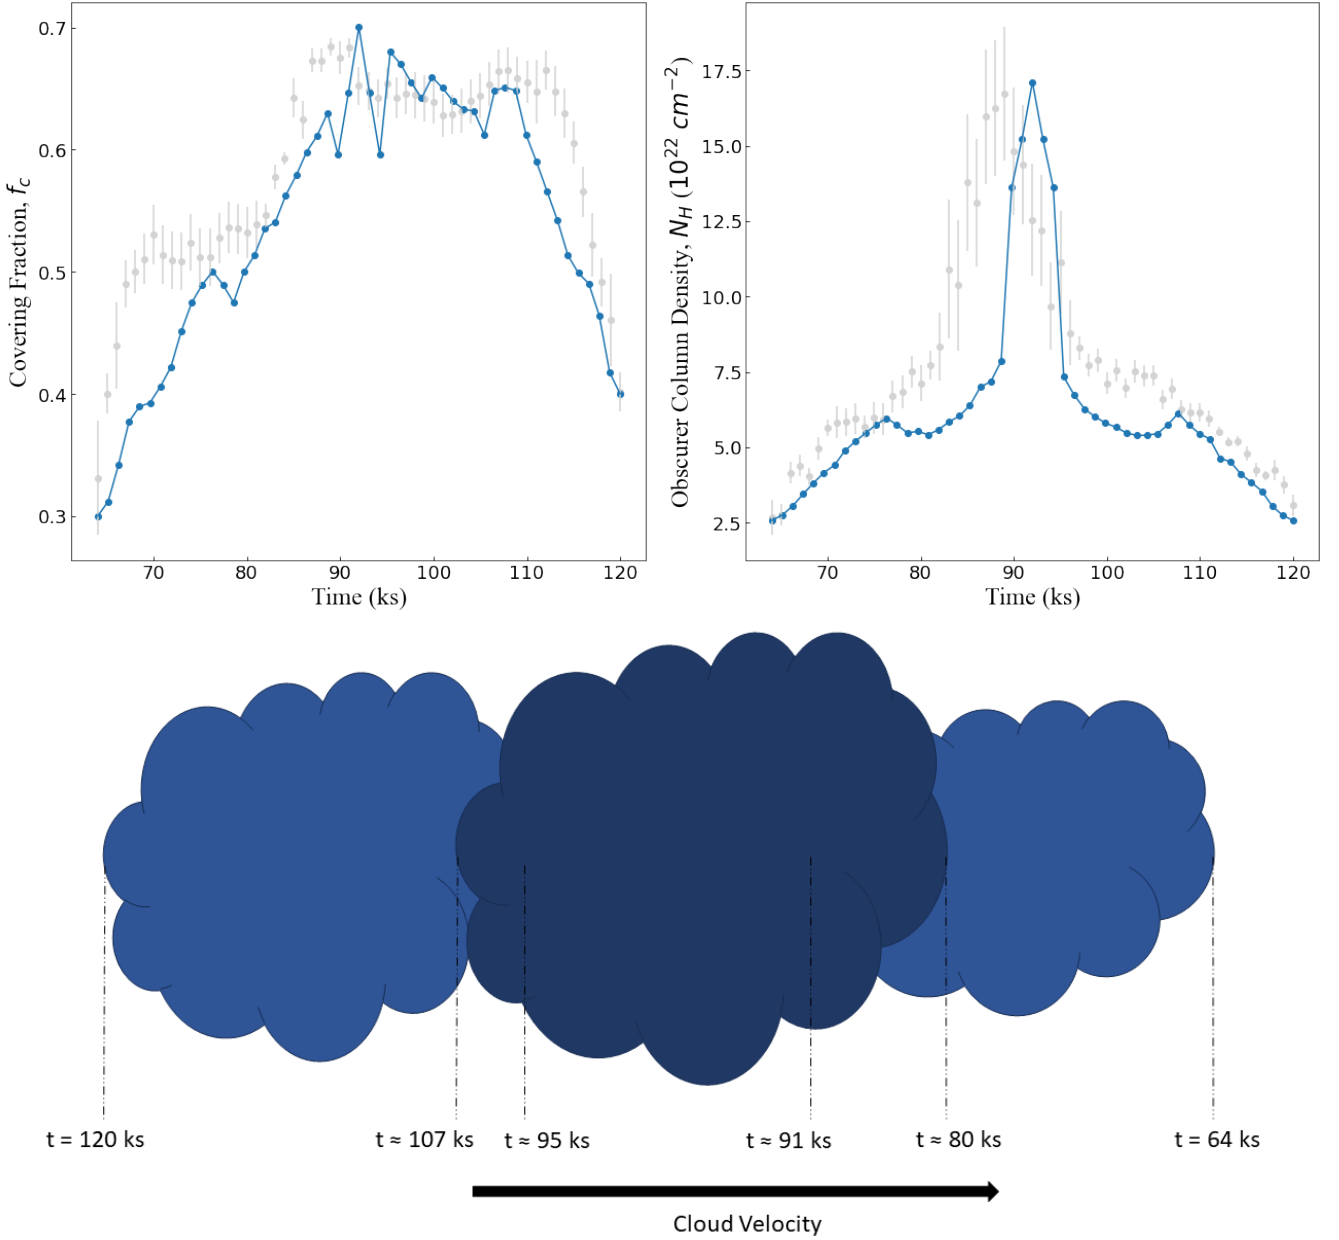 0.7
0.6
0.5
0.4
0.3
Covering Fraction, f_c
70 80 90 100 110 120
Time (ks)
17.5
15.0
12.5
10.0
7.5
5.0
2.5
Obscurer Column Density, N_H (10^22 cm^−2)
70 80 90 100 110 120
Time (ks)
t = 120 ks t ≈ 107 ks t ≈ 95 ks t ≈ 91 ks t ≈ 80 ks t = 64 ks
Cloud Velocity